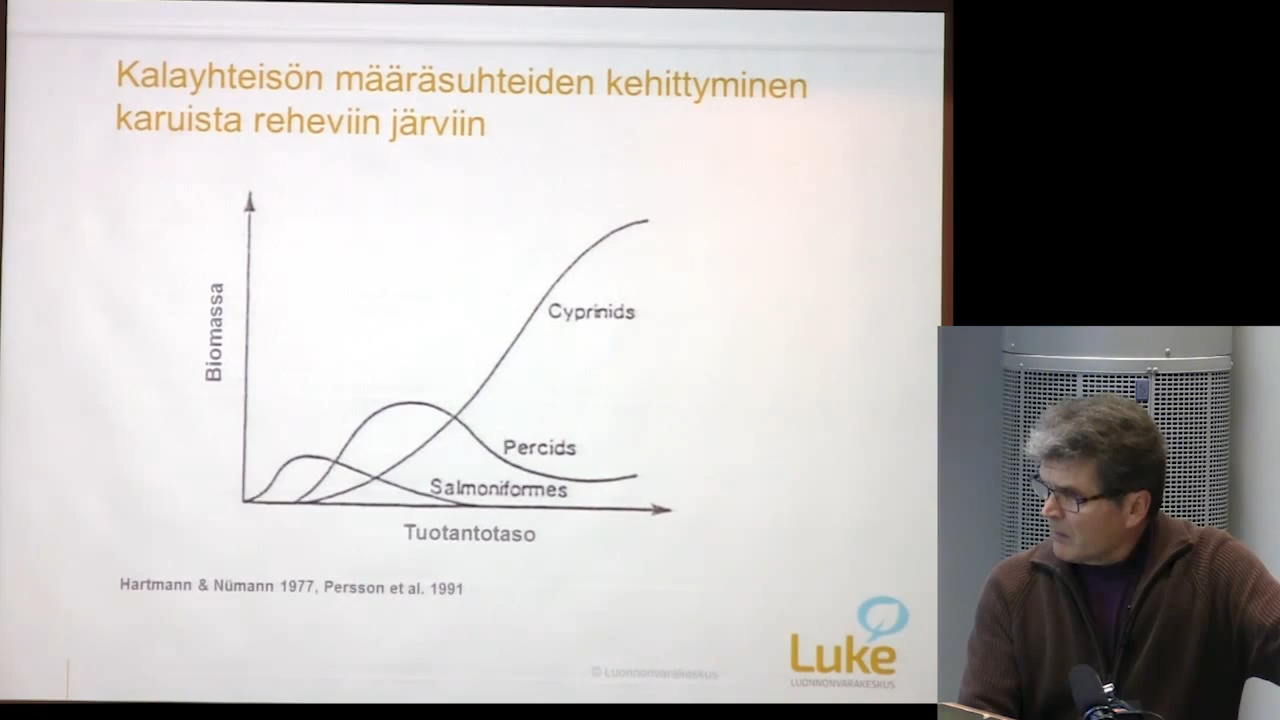 Kalayhteisön määräsuhteiden kehittyminen
karuista reheviin järviin
Biomassa
Cyprinids
Percids
Salmoniformes
Tuotantotaso
Hartmann & Nümann 1977, Persson et al. 1991
© Luonnonvarakeskus
Luke
LUONNONVARAKESKUS